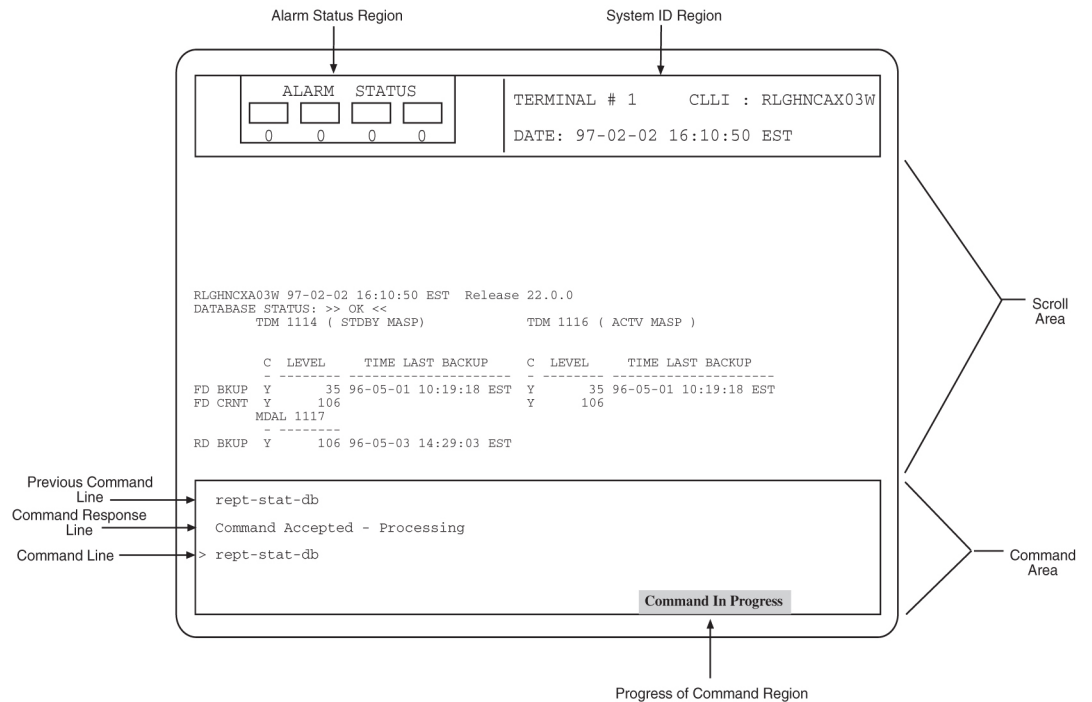 Alarm Status Region
System ID Region
ALARM STATUS
0 0 0 0
TERMINAL # 1 CLLI : RLGHNCAX03W
DATE: 97-02-02 16:10:50 EST
RLGHNCXA03W 97-02-02 16:10:50 EST Release 22.0.0
DATABASE STATUS: >> OK <<
TDM 1114 ( STDBY MASP) TDM 1116 ( ACTV MASP )
C LEVEL TIME LAST BACKUP C LEVEL TIME LAST BACKUP
- -------- ------------------- - -------- -------------------
FD BKUP Y 35 96-05-01 10:19:18 EST Y 35 96-05-01 10:19:18 EST
FD CRNT Y 106 Y 106
MDAL 1117
- --------
RD BKUP Y 106 96-05-03 14:29:03 EST
Scroll
Area
Previous Command
Line
rept-stat-db
Command Response
Line
Command Accepted - Processing
Command Line
> rept-stat-db
Command
Area
Command In Progress
Progress of Command Region